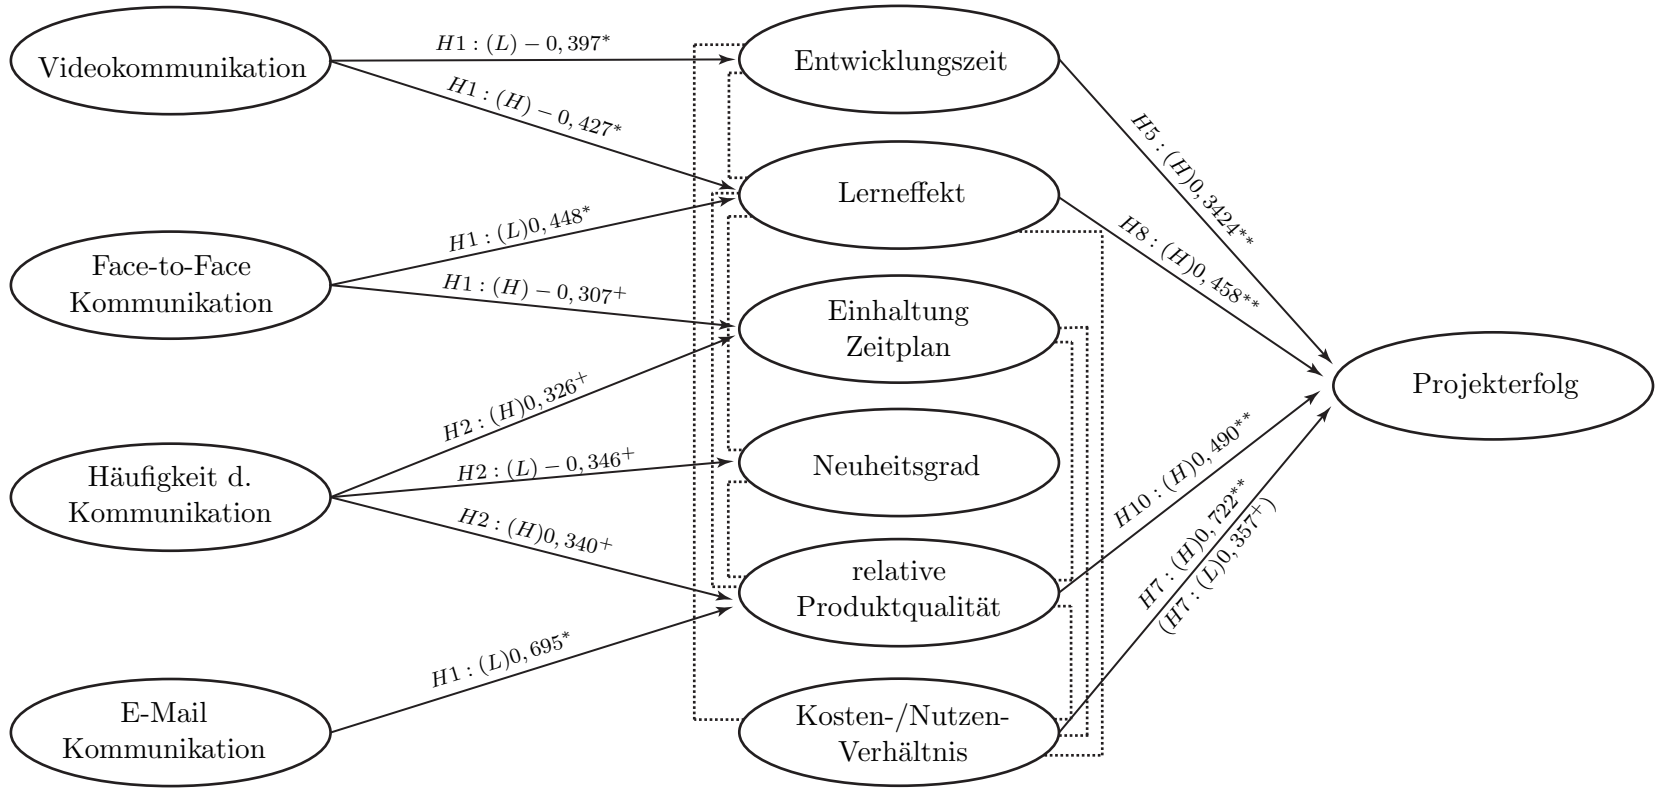 Videokommunikation
Face-to-Face
Kommunikation
Häufigkeit d.
Kommunikation
E-Mail
Kommunikation
H1 : (L) − 0, 397*
H1 : (H) − 0, 427*
H1 : (L)0, 448*
H1 : (H) − 0, 307+
H2 : (H)0, 326+
H2 : (L) − 0, 346+
H2 : (H)0, 340+
H1 : (L)0, 695*
Entwicklungszeit
Lerneffekt
Einhaltung
Zeitplan
Neuheitsgrad
relative
Produktqualität
Kosten-/Nutzen-
Verhältnis
H5 : (H)0, 3424**
H8 : (H)0, 458**
H10 : (H)0, 490**
H7 : (H)0, 722**
(H7 : (L)0, 357+)
Projekterfolg